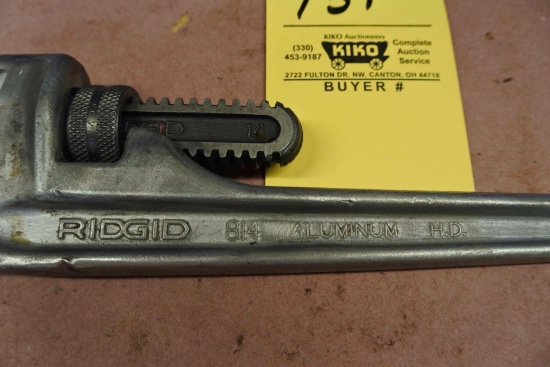 KIKO Auctioneers
(330)
453-9187
KIKO
Complete
Auction
Service
2722 FULTON DR. NW, CANTON, OH 44718
BUYER #
GID 14
RIDGID 814 ALUMINUM H.D.